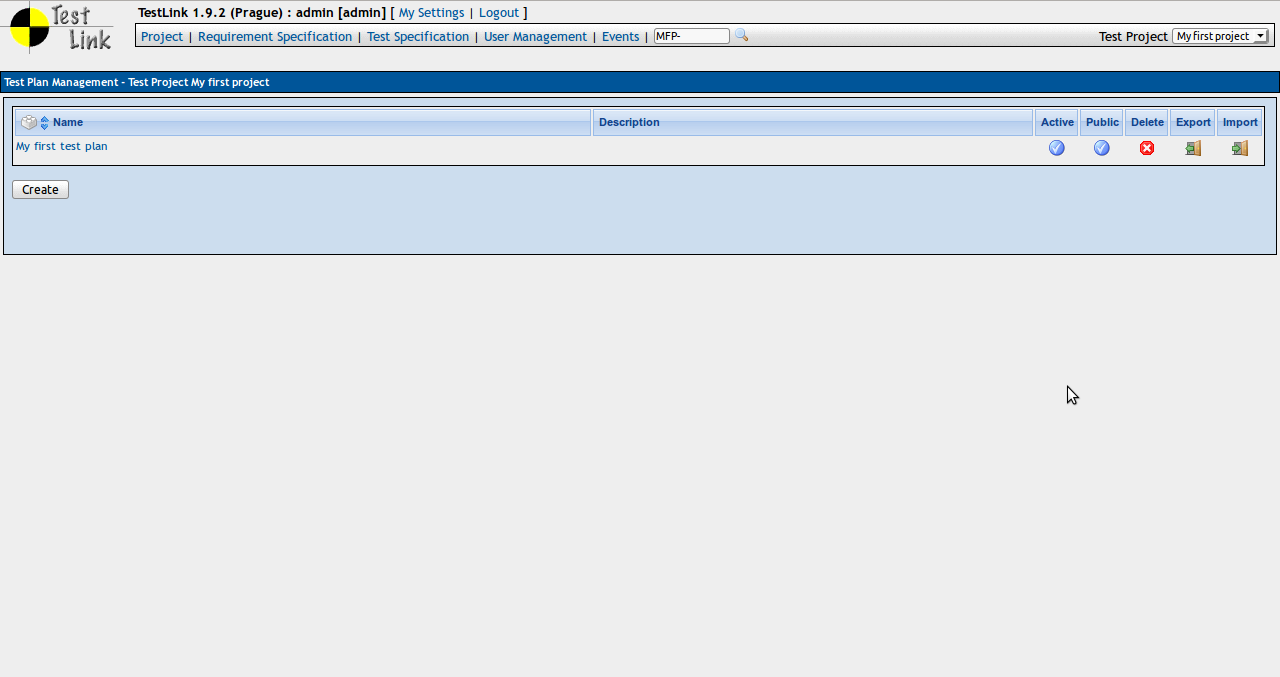 Test Link
TestLink 1.9.2 (Prague) : admin [admin] [ My Settings | Logout ]
Project | Requirement Specification | Test Specification | User Management | Events | MFP- Test Project My first project
Test Plan Management - Test Project My first project
Name Description Active Public Delete Export Import
My first test plan
Create